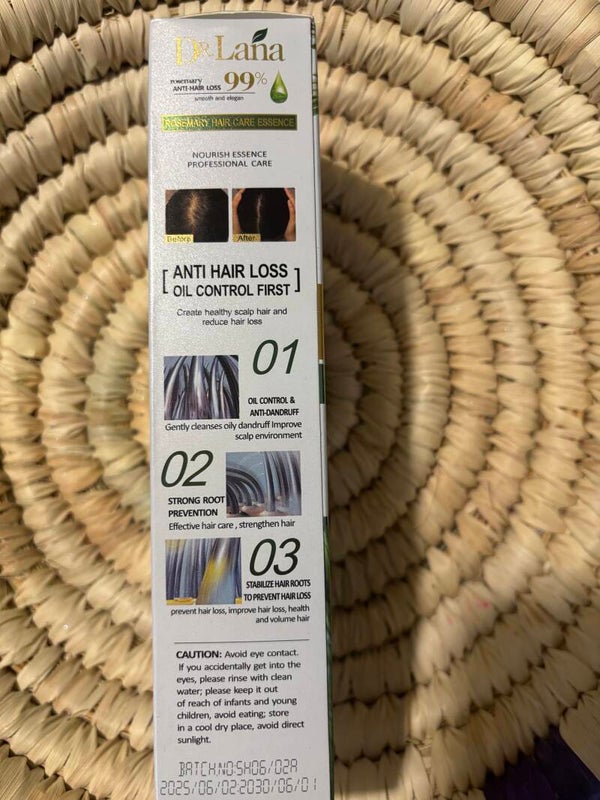 DR.Lana
rosemary
ANTI-HAIR LOSS 99%
smooth and elegan
ROSEMARY HAIR CARE ESSENCE
NOURISH ESSENCE
PROFESSIONAL CARE
Before After
[ ANTI HAIR LOSS
OIL CONTROL FIRST ]
Create healthy scalp hair and
reduce hair loss
01
OIL CONTROL &
ANTI-DANDRUFF
Gently cleanses oily dandruff Improve
scalp environment
02
STRONG ROOT
PREVENTION
Effective hair care , strengthen hair
03
STABILIZE HAIR ROOTS
TO PREVENT HAIR LOSS
prevent hair loss, improve hair loss, health
and volume hair
CAUTION: Avoid eye contact.
If you accidentally get into the
eyes, please rinse with clean
water; please keep it out
of reach of infants and young
children, avoid eating; store
in a cool dry place, avoid direct
sunlight.
BATCH NO:SH06/02A
2025/06/02-2030/06/01